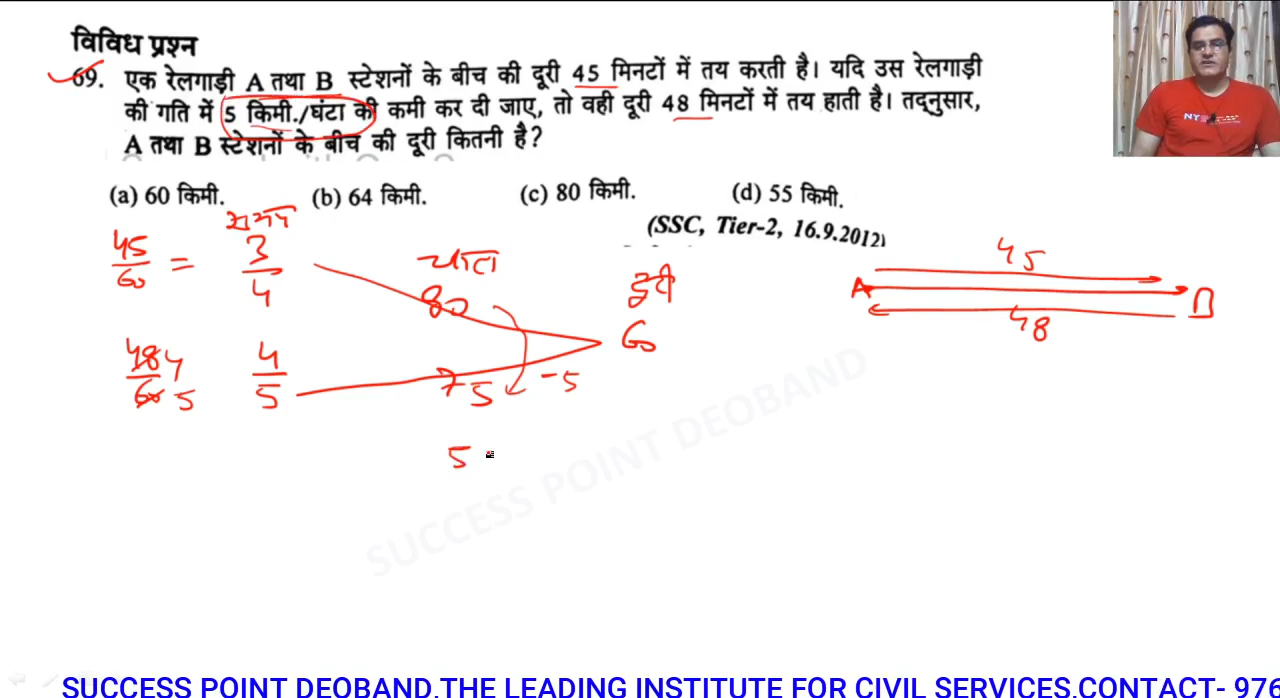 विविध प्रश्न
69. एक रेलगाड़ी A तथा B स्टेशनों के बीच की दूरी 45 मिनटों में तय करती है। यदि उस रेलगाड़ी
की गति में 5 किमी./घंटा की कमी कर दी जाए, तो वही दूरी 48 मिनटों में तय हाती है। तद्नुसार,
A तथा B स्टेशनों के बीच की दूरी कितनी है?
(a) 60 किमी. (b) 64 किमी. (c) 80 किमी. (d) 55 किमी.
(SSC, Tier-2, 16.9.2012)
समय
45/60 = 3/4
चाल
80
दूरी
60
45
A B
48
48/60 4/5 4/5
75 -5
5
SUCCESS POINT DEOBAND
NY
SUCCESS POINT DEOBAND.THE LEADING INSTITUTE FOR CIVIL SERVICES.CONTACT- 976